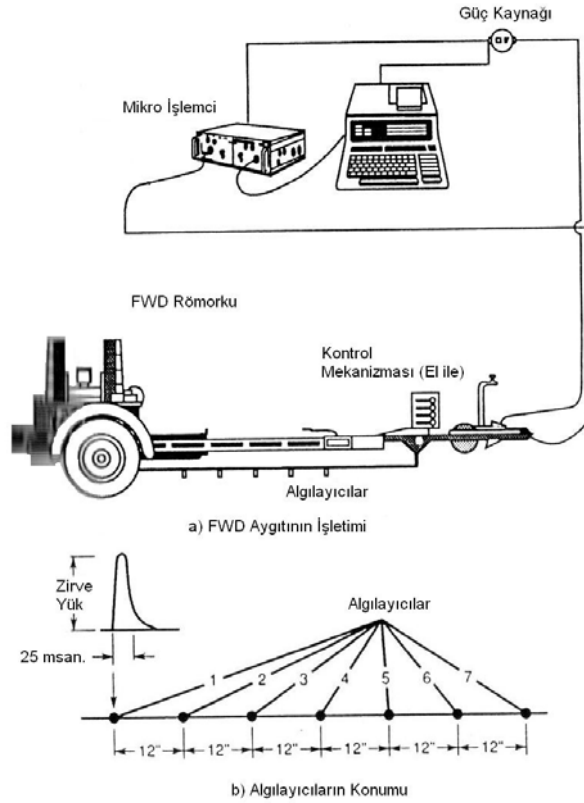 Güç Kaynağı
Mikro İşlemci
FWD Römorku
Kontrol
Mekanizması (El ile)
Algılayıcılar
a) FWD Aygıtının İşletimi
Zirve
Yük
25 msan.
Algılayıcılar
1 2 3 4 5 6 7
12" 12" 12" 12" 12" 12"
b) Algılayıcıların Konumu